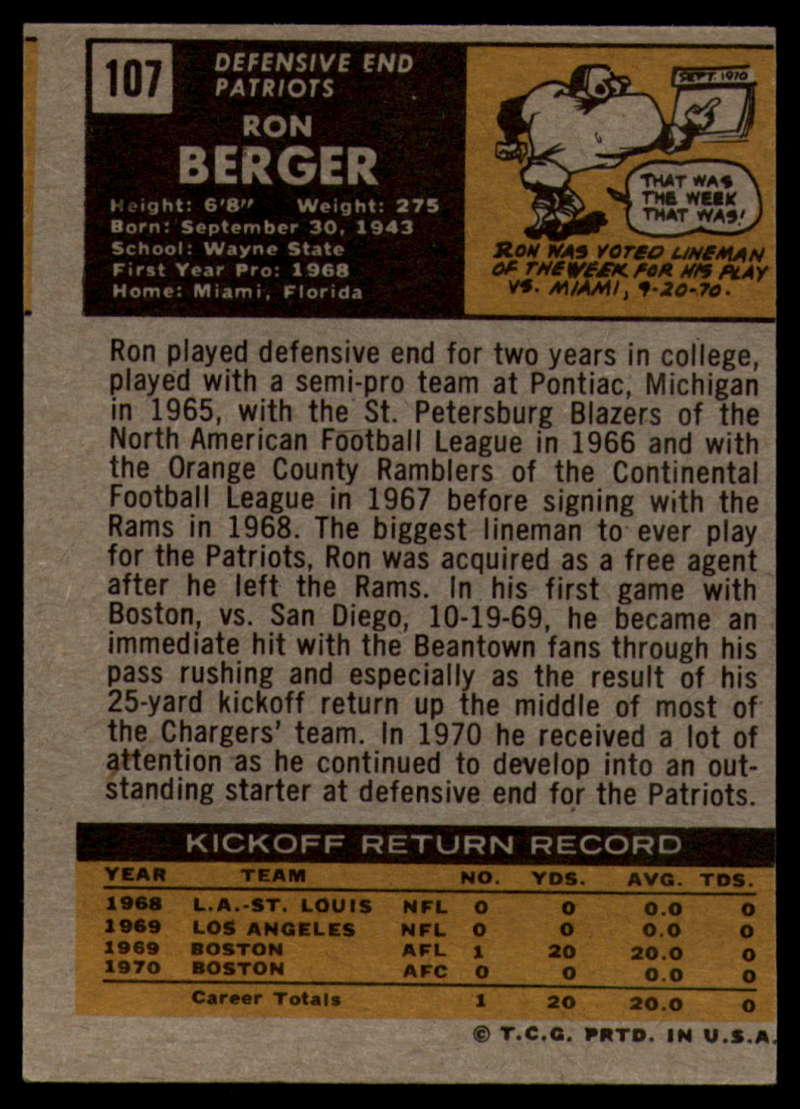 107
DEFENSIVE END
PATRIOTS
RON
BERGER
Height: 6'8" Weight: 275
Born: September 30, 1943
School: Wayne State
First Year Pro: 1968
Home: Miami, Florida
SEPT. 1970
THAT WAS
THE WEEK
THAT WAS!
RON WAS VOTED LINEMAN
OF THE WEEK FOR HIS PLAY
VS. MIAMI, 9-20-70.
Ron played defensive end for two years in college,
played with a semi-pro team at Pontiac, Michigan
in 1965, with the St. Petersburg Blazers of the
North American Football League in 1966 and with
the Orange County Ramblers of the Continental
Football League in 1967 before signing with the
Rams in 1968. The biggest lineman to ever play
for the Patriots, Ron was acquired as a free agent
after he left the Rams. In his first game with
Boston, vs. San Diego, 10-19-69, he became an
immediate hit with the Beantown fans through his
pass rushing and especially as the result of his
25-yard kickoff return up the middle of most of
the Chargers' team. In 1970 he received a lot of
attention as he continued to develop into an out-
standing starter at defensive end for the Patriots.
KICKOFF RETURN RECORD
YEAR TEAM NO. YDS. AVG. TDS.
1968 L.A.-ST. LOUIS NFL 0 0 0.0 0
1969 LOS ANGELES NFL 0 0 0.0 0
1969 BOSTON AFL 1 20 20.0 0
1970 BOSTON AFC 0 0 0.0 0
Career Totals 1 20 20.0 0
© T.C.G. PRTD. IN U.S.A.